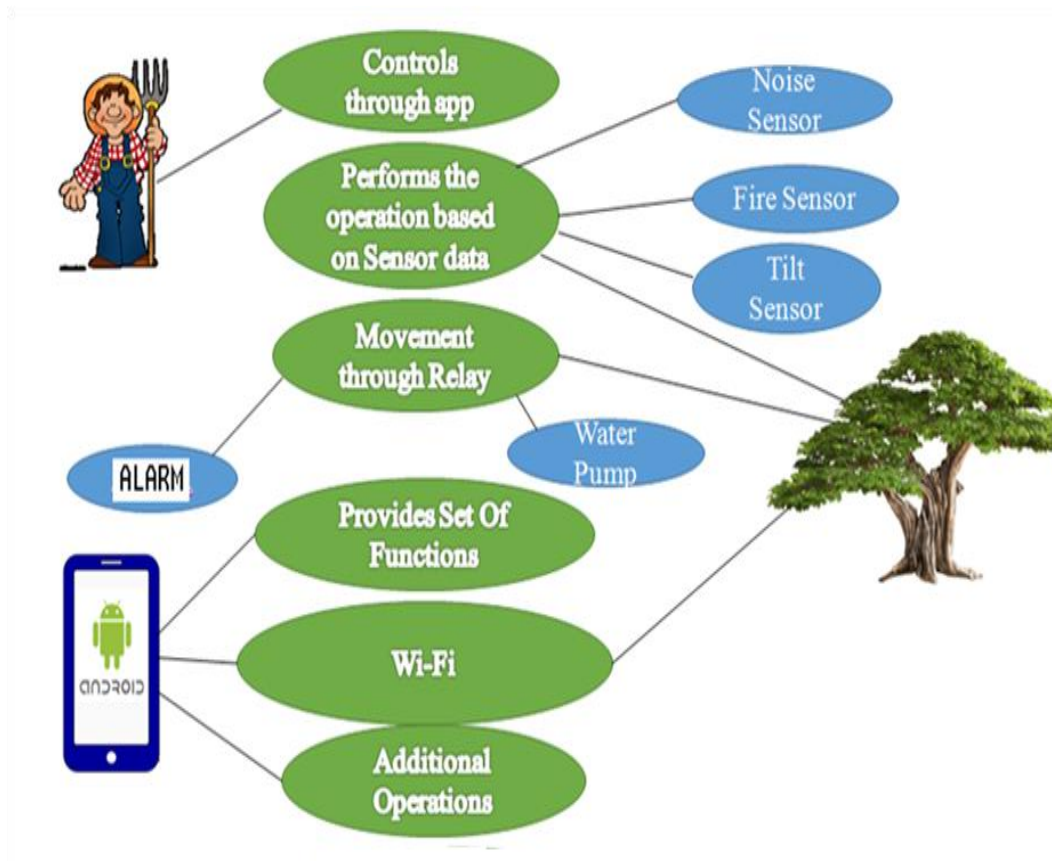 Controls
through app
Noise
Sensor
Performs the
operation based
on Sensor data
Fire Sensor
Tilt
Sensor
Movement
through Relay
Water
Pump
ALARM
Provides Set Of
Functions
Wi-Fi
ANDROID
Additional
Operations